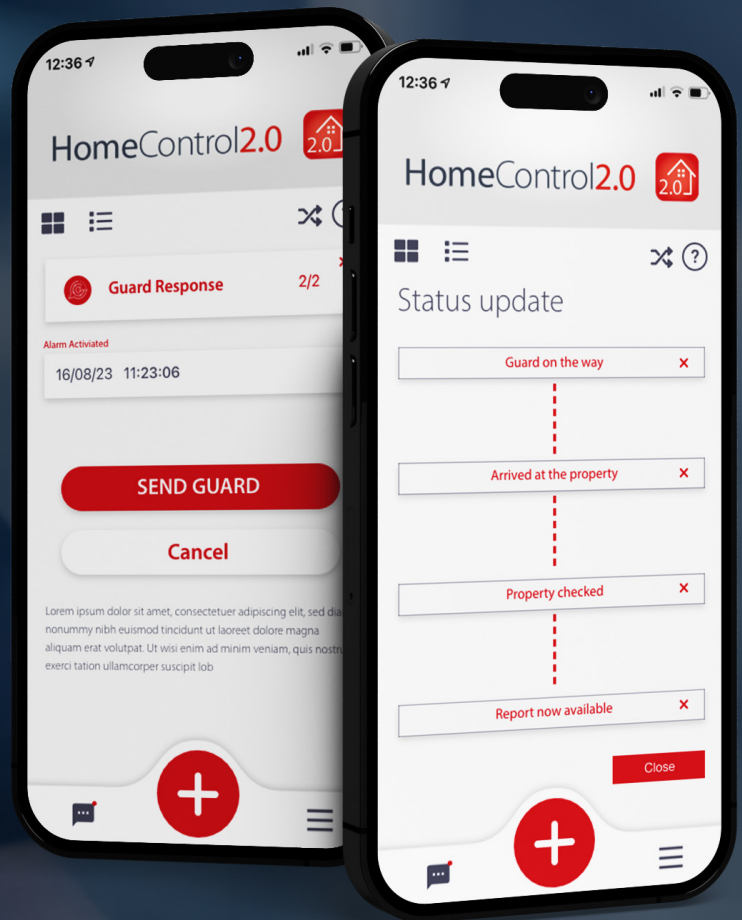 12:36
HomeControl2.0
2.0
Guard Response 2/2
Alarm Activiated
16/08/23 11:23:06
SEND GUARD
Cancel
Lorem ipsum dolor sit amet, consectetuer adipiscing elit, sed dia
nonummy nibh euismod tincidunt ut laoreet dolore magna
aliquam erat volutpat. Ut wisi enim ad minim veniam, quis nostru
exerci tation ullamcorper suscipit lob
12:36
HomeControl2.0
2.0
?
Status update
Guard on the way ×
Arrived at the property ×
Property checked ×
Report now available ×
Close